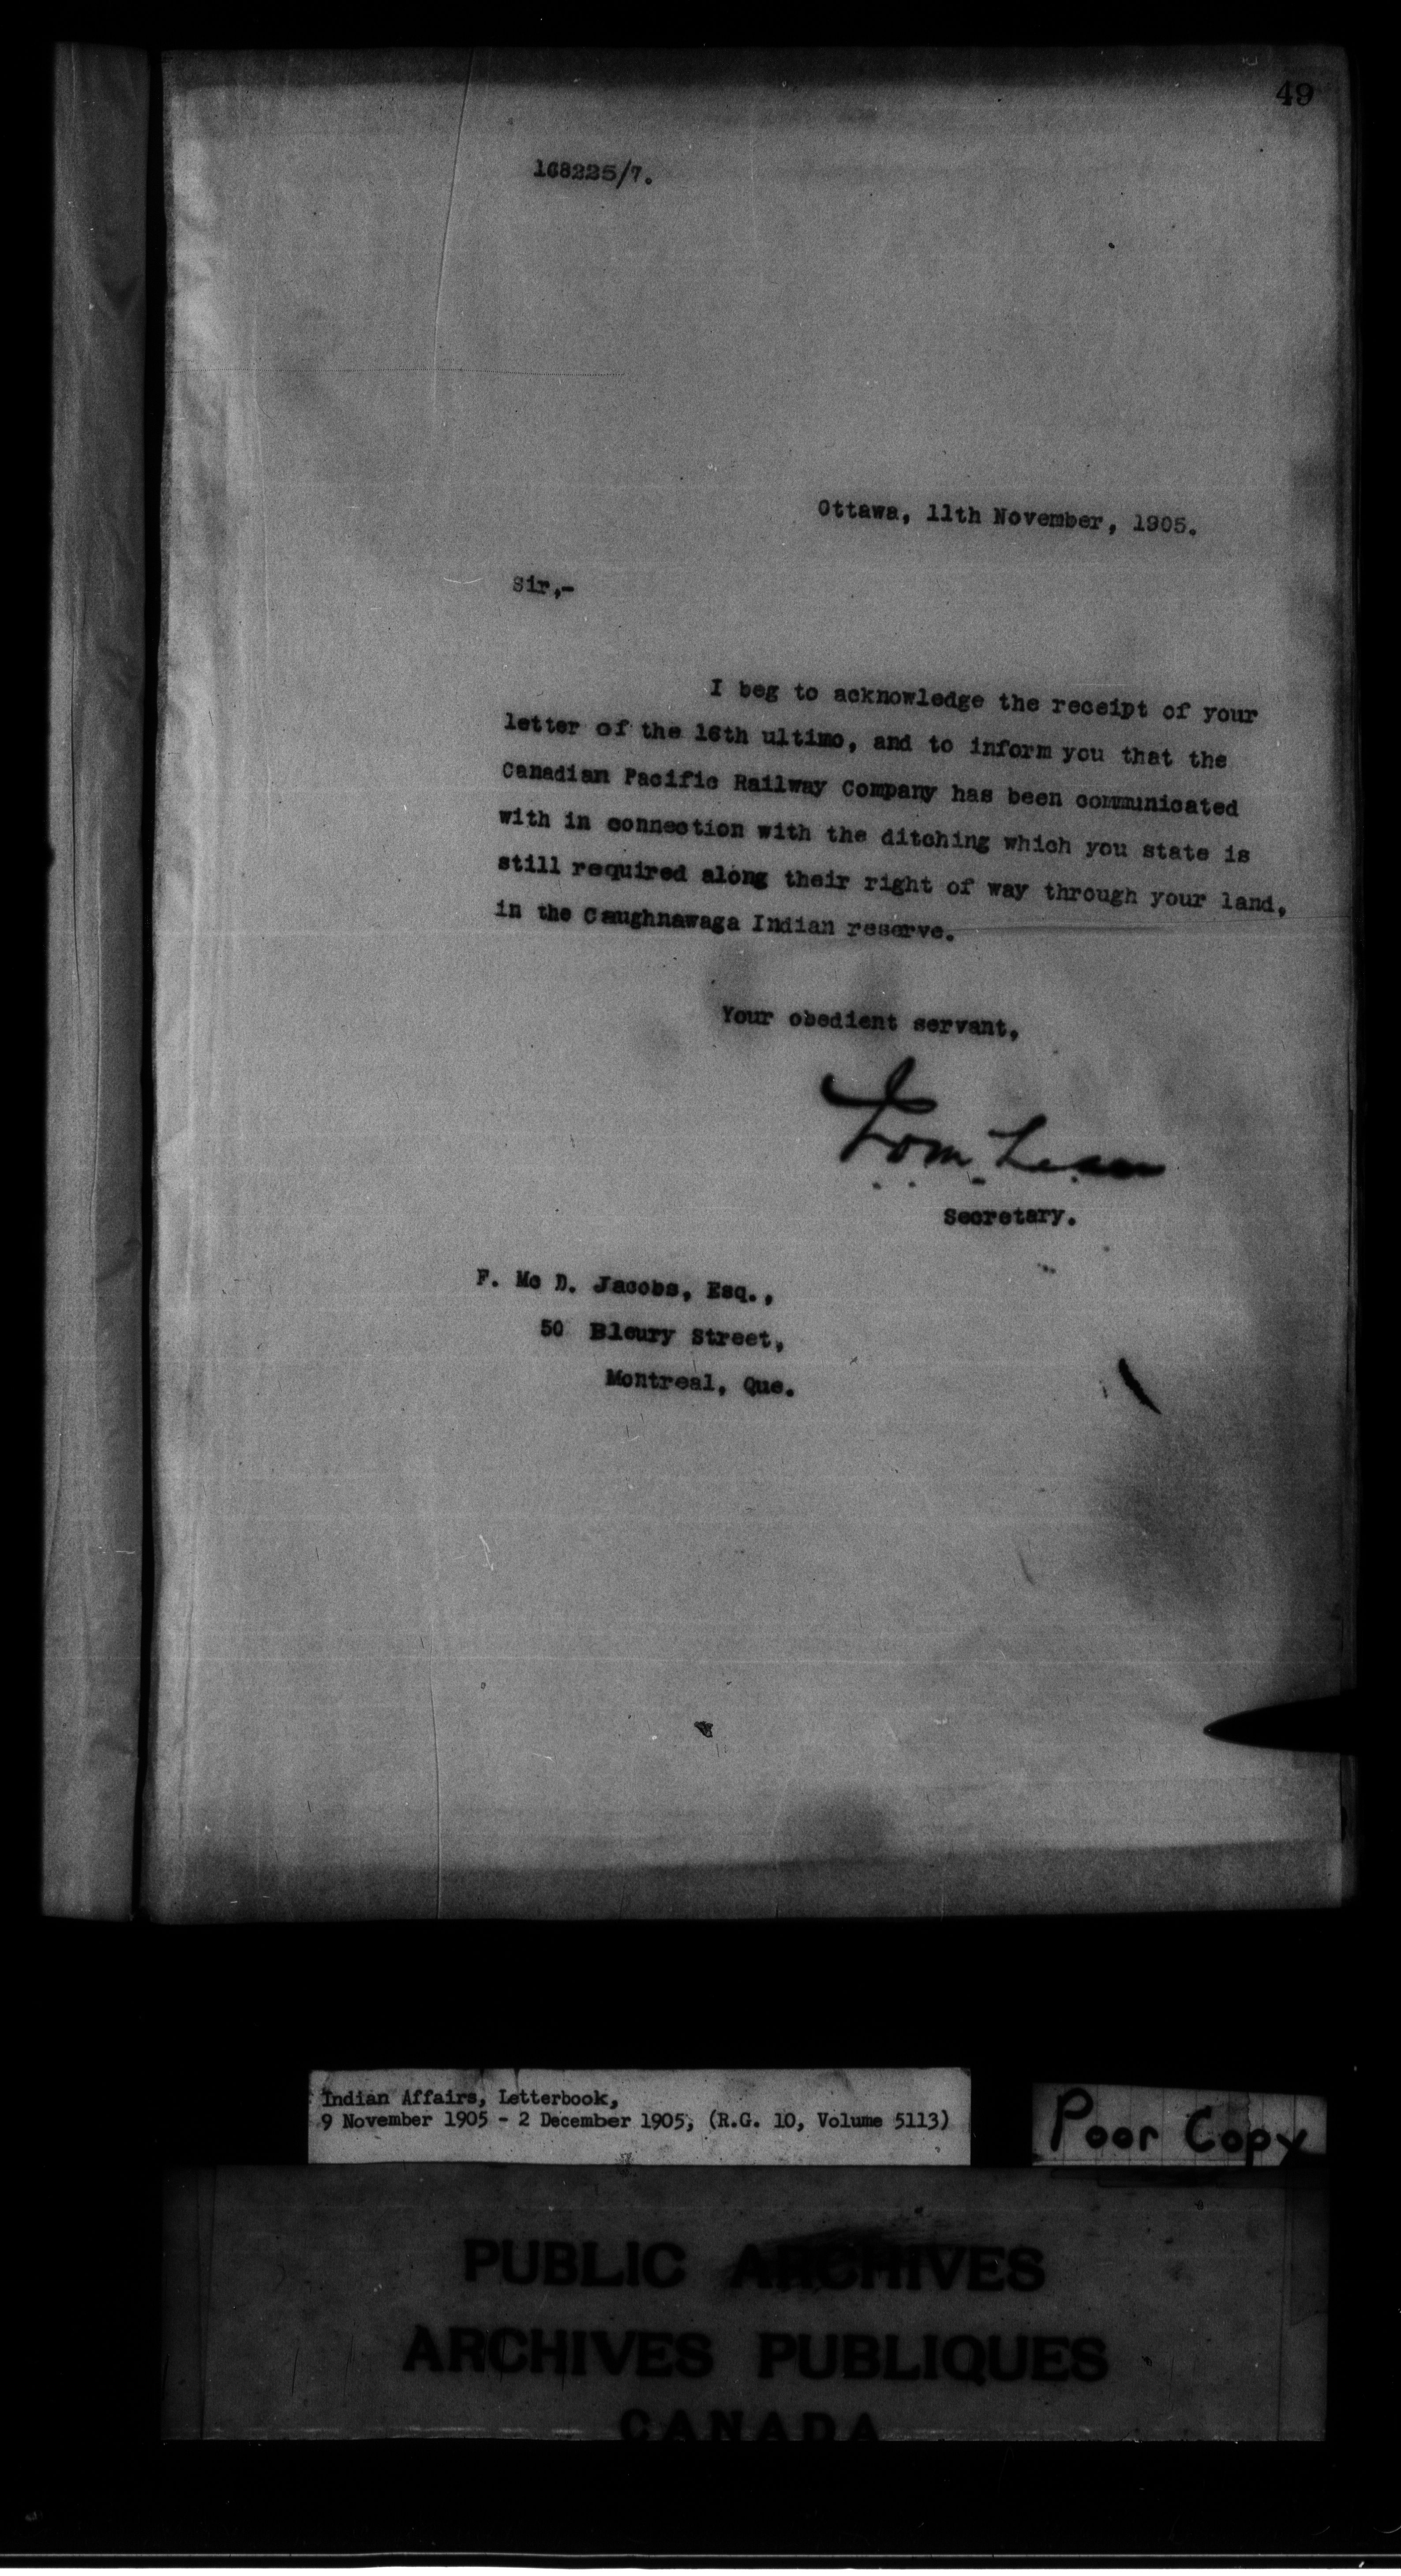 49
168225/7.
Ottawa, 11th November, 1905.
Sir,-
I beg to acknowledge the receipt of your
letter of the 16th ultimo, and to inform you that the
Canadian Pacific Railway Company has been communicated
with in connection with the ditching which you state is
still required along their right of way through your land,
in the Caughnawaga Indian reserve.
Your obedient servant,
Secretary.
F. Mc D. Jacobs, Esq.,
50 Bleury Street,
Montreal, Que.
Indian Affairs, Letterbook,
9 November 1905 - 2 December 1905, (R.G. 10, Volume 5113)
Poor Copy
PUBLIC ARCHIVES
ARCHIVES PUBLIQUES
CANADA